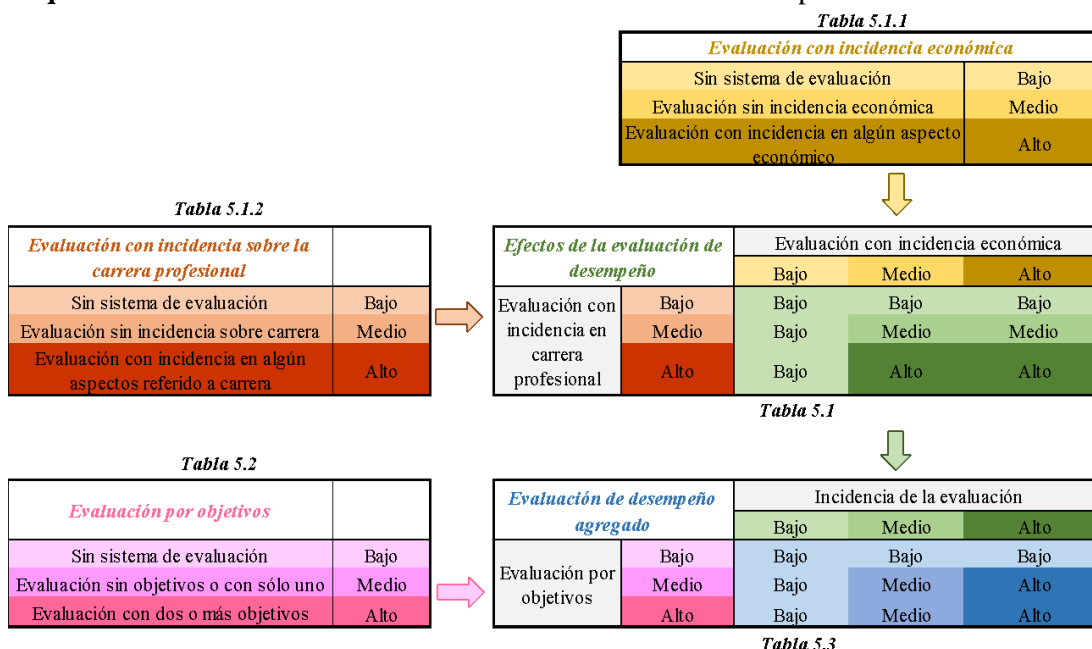 Tabla 5.1.1
Evaluación con incidencia económica
Sin sistema de evaluación Bajo
Evaluación sin incidencia económica Medio
Evaluación con incidencia en algún aspecto
económico Alto
Tabla 5.1.2
Evaluación con incidencia sobre la
carrera profesional
Sin sistema de evaluación Bajo
Evaluación sin incidencia sobre carrera Medio
Evaluación con incidencia en algún
aspectos referido a carrera Alto
Efectos de la evaluación de
desempeño
Evaluación con incidencia económica
Bajo Medio Alto
Evaluación con
incidencia en
carrera
profesional
Bajo Bajo Bajo Bajo
Medio Bajo Medio Medio
Alto Bajo Alto Alto
Tabla 5.1
Tabla 5.2
Evaluación por objetivos
Sin sistema de evaluación Bajo
Evaluación sin objetivos o con sólo uno Medio
Evaluación con dos o más objetivos Alto
Evaluación de desempeño
agregado
Incidencia de la evaluación
Bajo Medio Alto
Evaluación por
objetivos
Bajo Bajo Bajo Bajo
Medio Bajo Medio Alto
Alto Bajo Medio Alto
Tabla 5.3